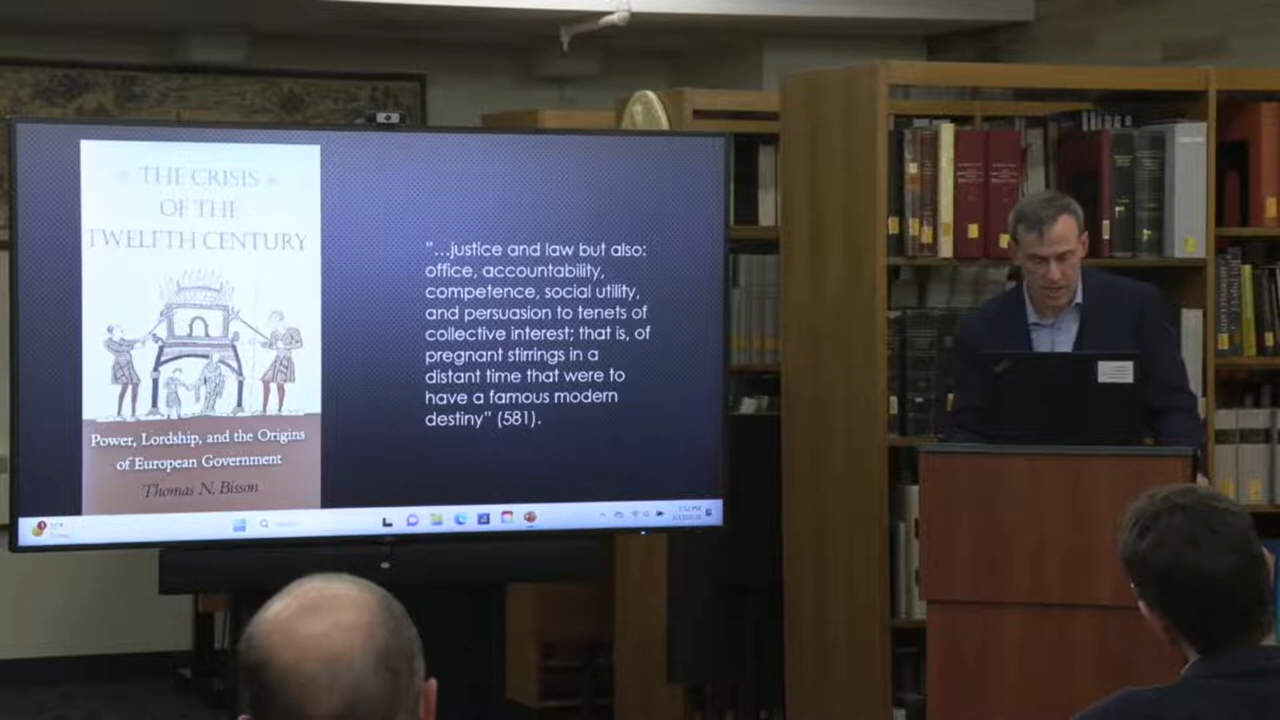 THE CRISIS
OF THE
TWELFTH CENTURY
Power, Lordship, and the Origins
of European Government
Thomas N. Bisson
"...justice and law but also:
office, accountability,
competence, social utility,
and persuasion to tenets of
collective interest; that is, of
pregnant stirrings in a
distant time that were to
have a famous modern
destiny" (581).